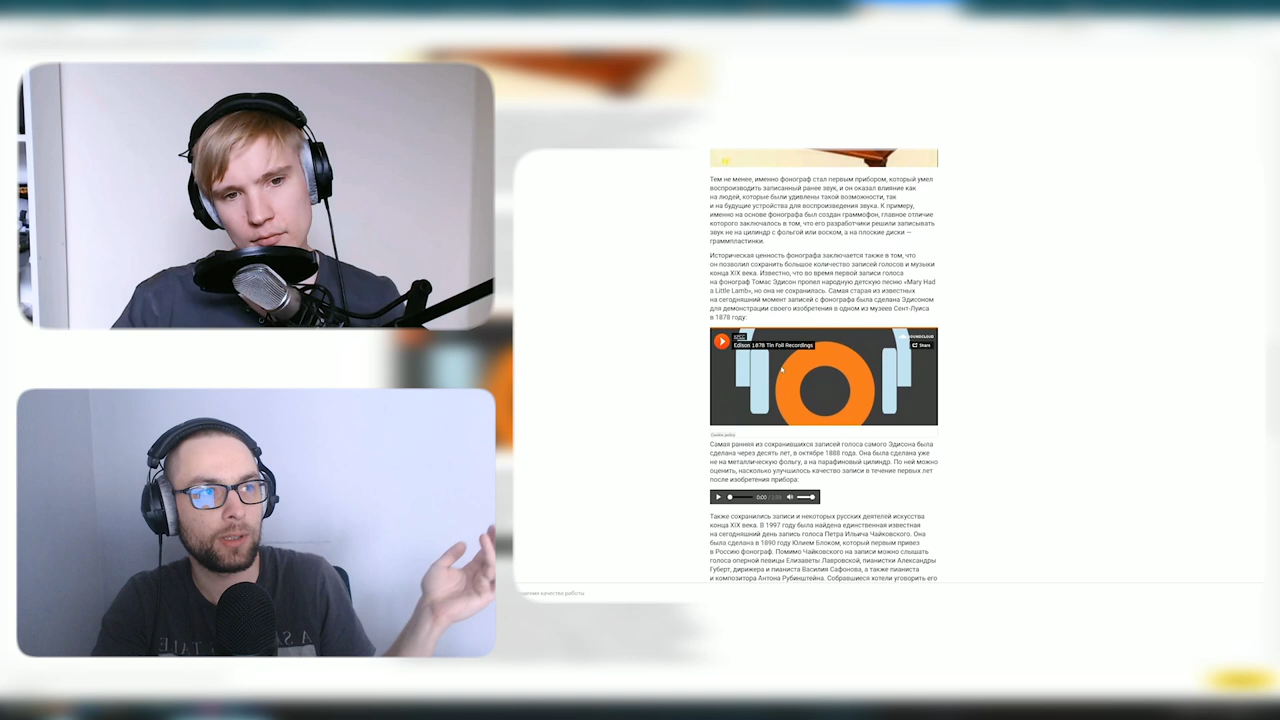 Тем не менее, именно фонограф стал первым прибором, который умел
воспроизводить записанный ранее звук, и он оказал влияние как
на людей, которые были удивлены такой возможности, так
и на будущие устройства для воспроизведения звука. К примеру,
именно на основе фонографа был создан граммофон, главное отличие
которого заключалось в том, что его разработчики решили записывать
звук не на цилиндр с фольгой или воском, а на плоские диски —
граммпластинки.
Историческая ценность фонографа заключается также в том, что
он позволил сохранить большое количество записей голосов и музыки
конца XIX века. Известно, что во время первой записи голоса
на фонограф Томас Эдисон пропел народную детскую песню «Mary Had
a Little Lamb», но она не сохранилась. Самая старая из известных
на сегодняшний момент записей с фонографа была сделана Эдисоном
для демонстрации своего изобретения в одном из музеев Сент-Луиса
в 1878 году:
SOUNDCLOUD
Edison 1878 Tin Foil Recordings
Share
Cookie policy
Самая ранняя из сохранившихся записей голоса самого Эдисона была
сделана через десять лет, в октябре 1888 года. Она была сделана уже
не на металлическую фольгу, а на парафиновый цилиндр. По ней можно
оценить, насколько улучшилось качество записи в течение первых лет
после изобретения прибора:
0:00
Также сохранились записи и некоторых русских деятелей искусства
конца XIX века. В 1997 году была найдена единственная известная
на сегодняшний день запись голоса Петра Ильича Чайковского. Она
была сделана в 1890 году Юлием Блоком, который первым привез
в Россию фонограф. Помимо Чайковского на записи можно слышать
голоса оперной певицы Елизаветы Лавровской, пианистки Александры
Губерт, дирижера и пианиста Василия Сафонова, а также пианиста
и композитора Антона Рубинштейна. Собравшиеся хотели уговорить его
качества работы